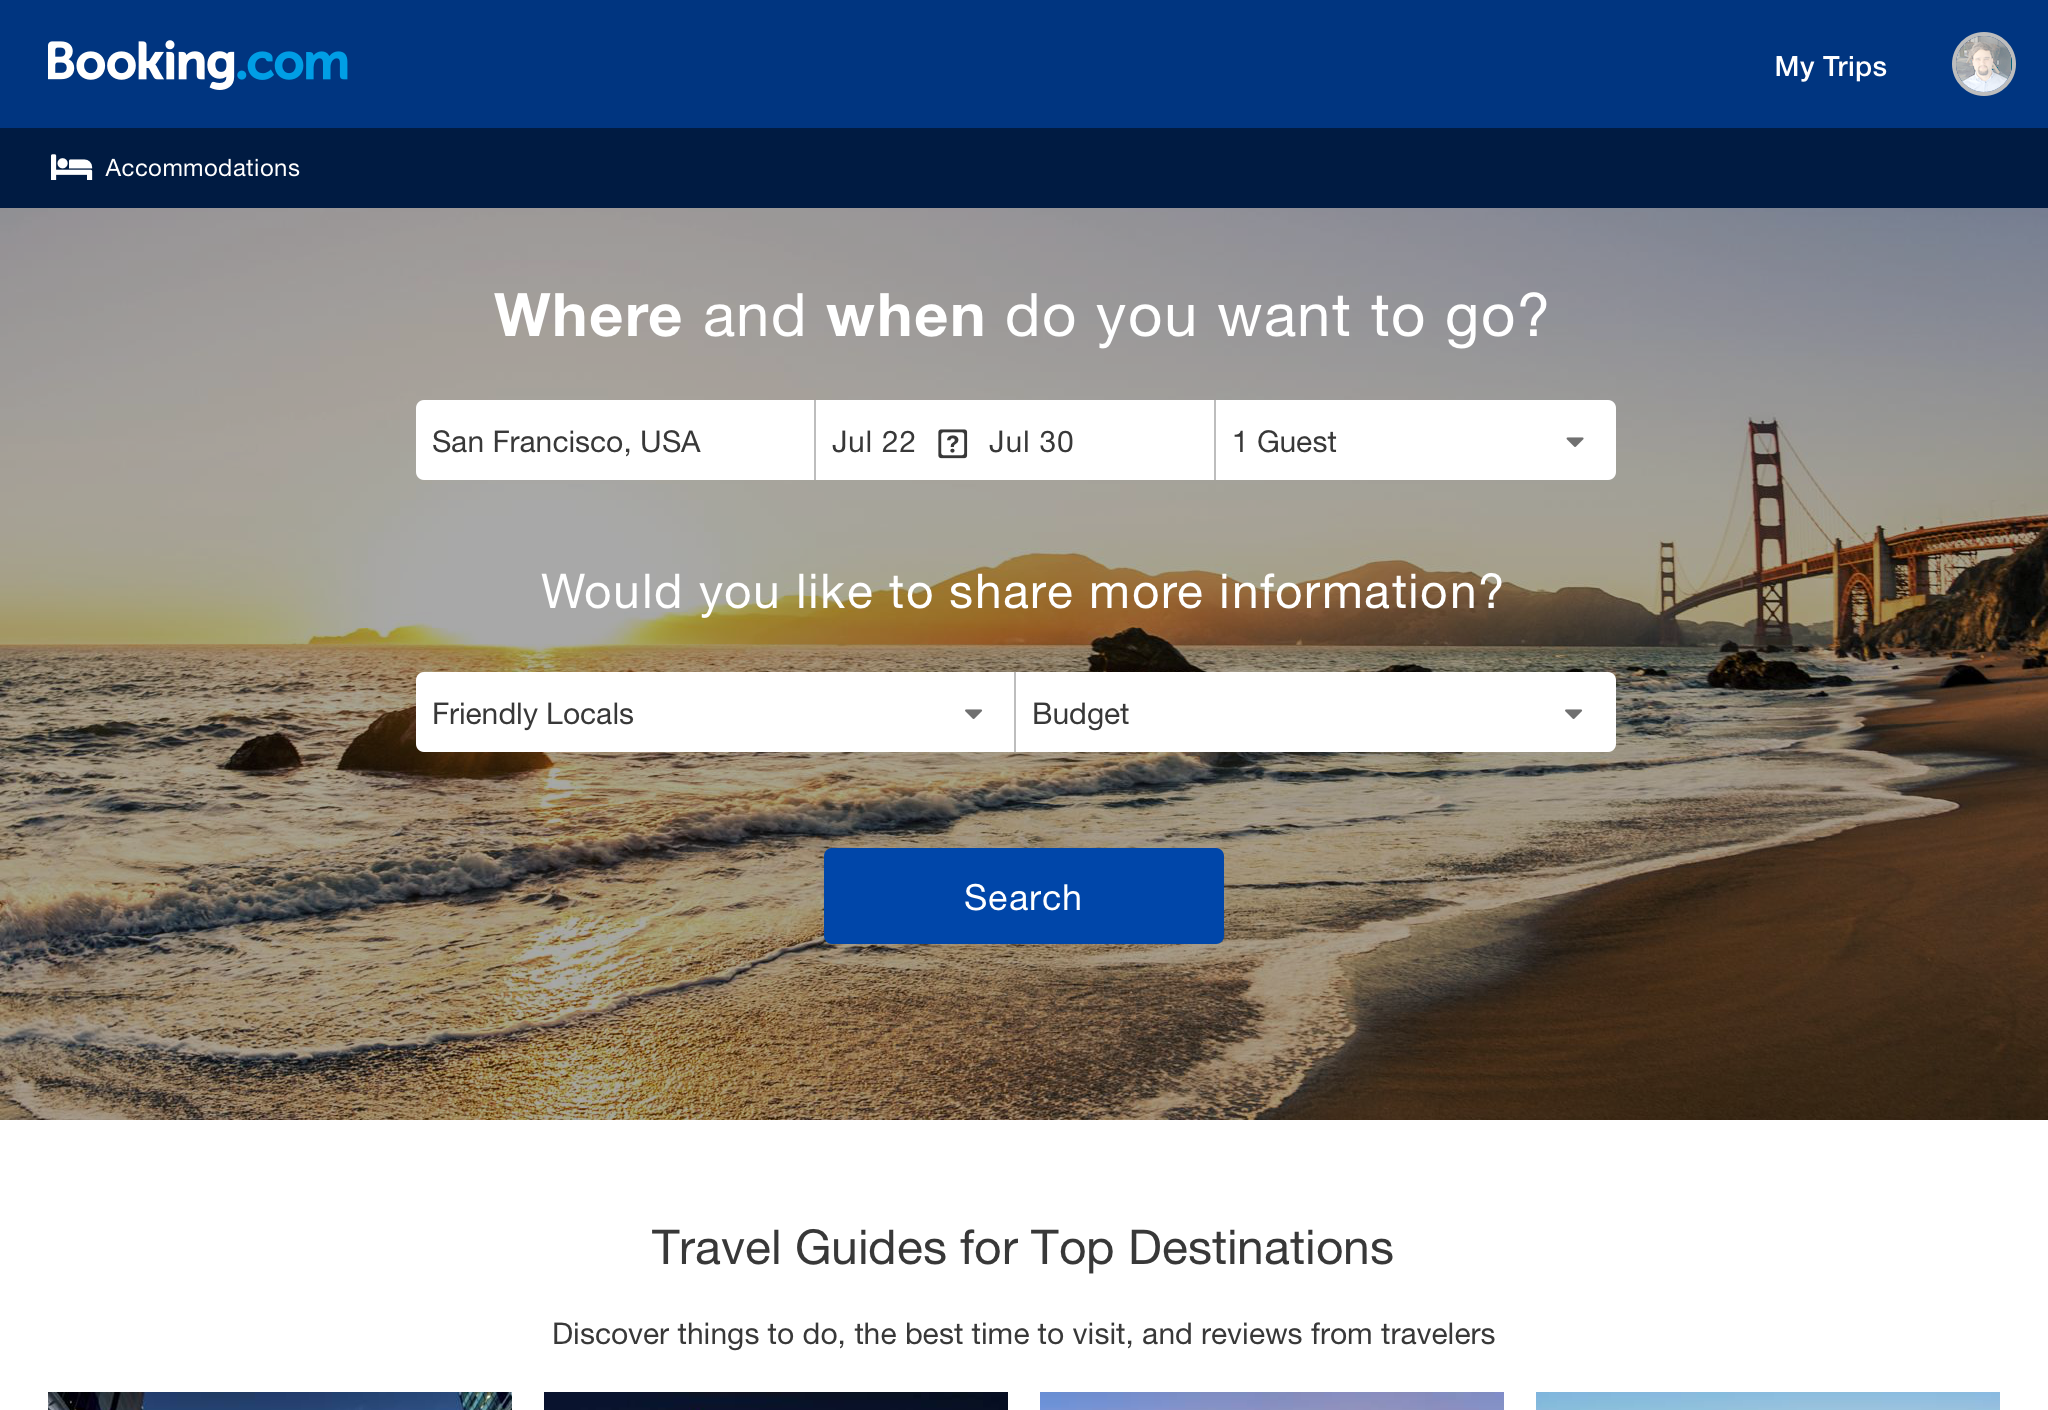 Booking.com
My Trips
Accommodations
Where and when do you want to go?
San Francisco, USA
Jul 22 ? Jul 30
1 Guest
Would you like to share more information?
Friendly Locals
Budget
Search
Travel Guides for Top Destinations
Discover things to do, the best time to visit, and reviews from travelers